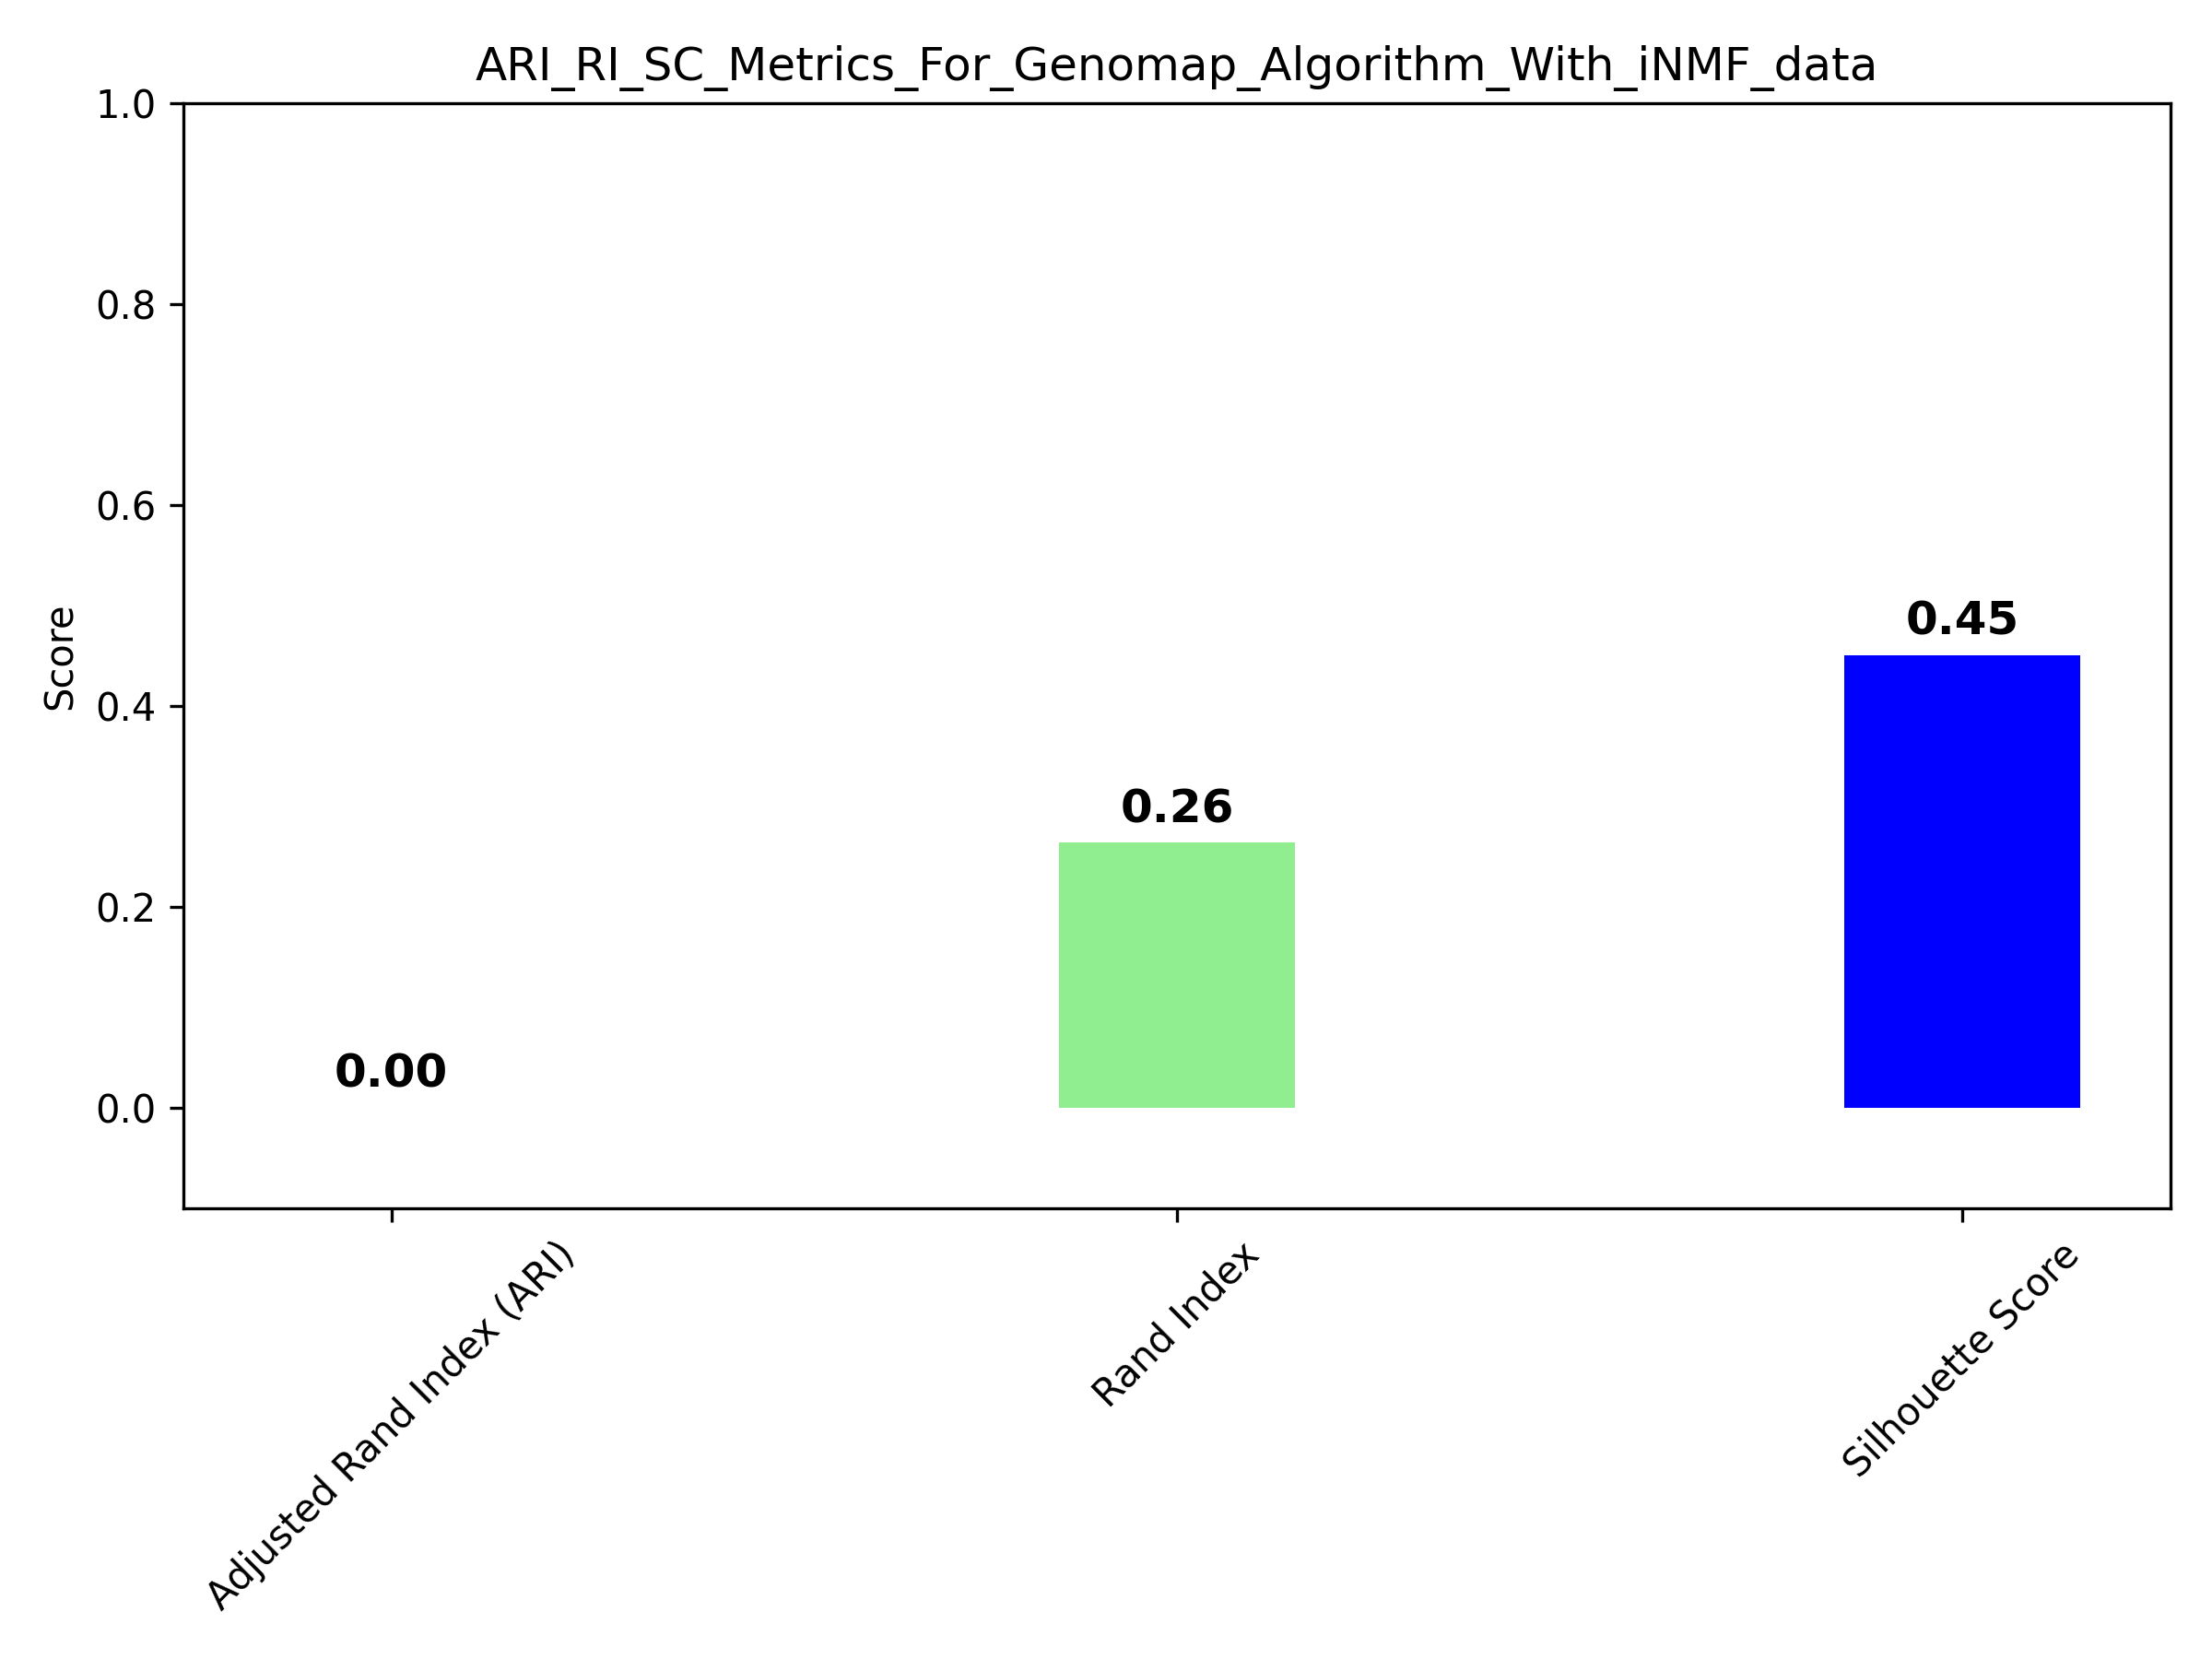 ARI_RI_SC_Metrics_For_Genomap_Algorithm_With_iNMF_data
1.0
0.8
0.6
0.4
0.2
0.0
Score
0.00
0.26
0.45
Adjusted Rand Index (ARI)
Rand Index
Silhouette Score